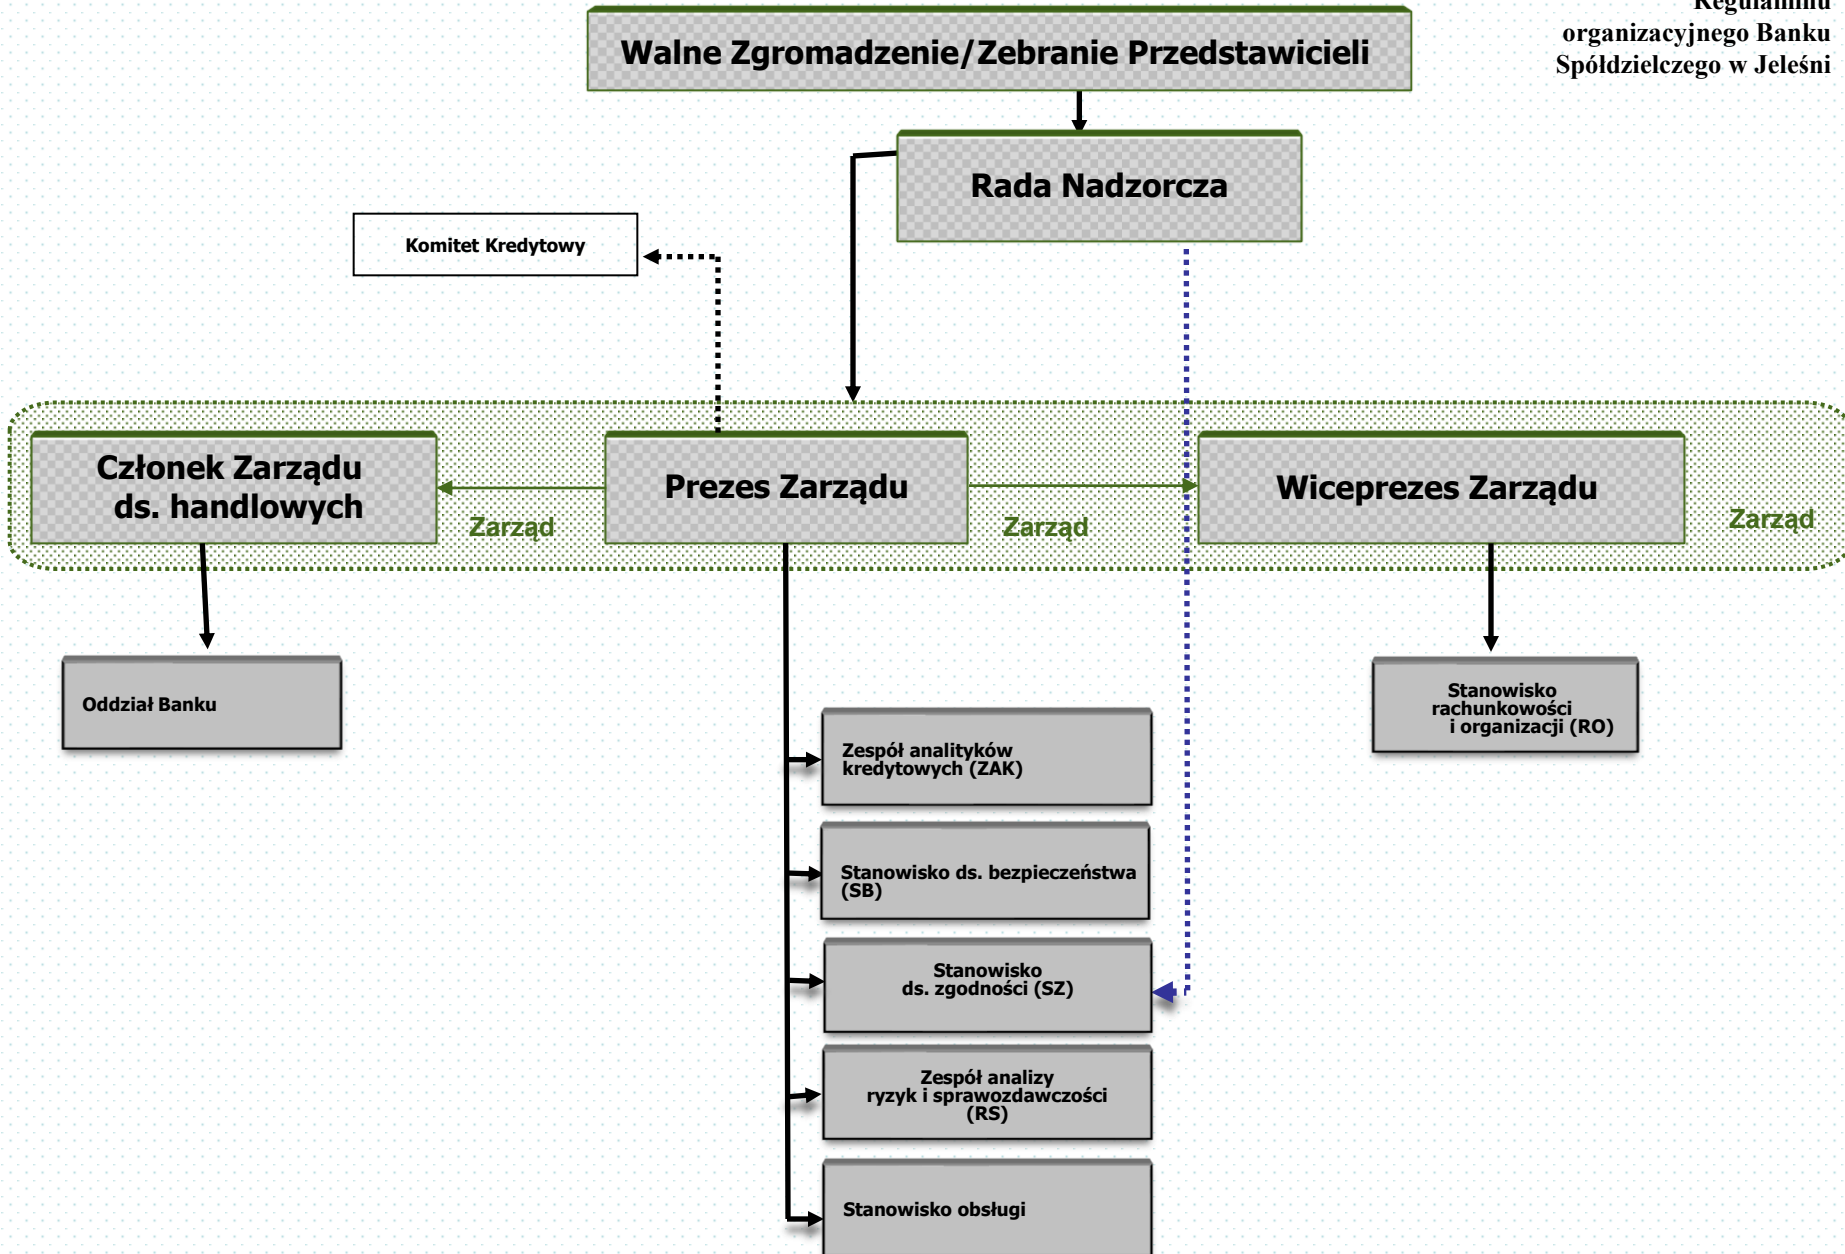 Regulaminu
organizacyjnego Banku
Spółdzielczego w Jeleśni
Walne Zgromadzenie/Zebranie Przedstawicieli
Rada Nadzorcza
Komitet Kredytowy
Członek Zarządu
ds. handlowych
Zarząd
Prezes Zarządu
Zarząd
Wiceprezes Zarządu
Zarząd
Oddział Banku
Stanowisko
rachunkowości
i organizacji (RO)
Zespół analityków
kredytowych (ZAK)
Stanowisko ds. bezpieczeństwa
(SB)
Stanowisko
ds. zgodności (SZ)
Zespół analizy
ryzyk i sprawozdawczości
(RS)
Stanowisko obsługi